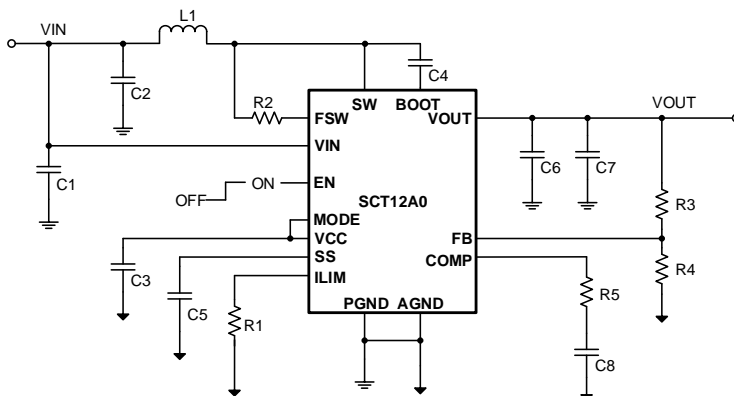 L1
VIN
C2
C4
R2
SW
BOOT
FSW
VOUT
VOUT
VIN
C6
C7
C1
EN
ON
OFF
SCT12A0
R3
MODE
VCC
FB
SS
COMP
C3
ILIM
R4
C5
R1
R5
PGND
AGND
C8